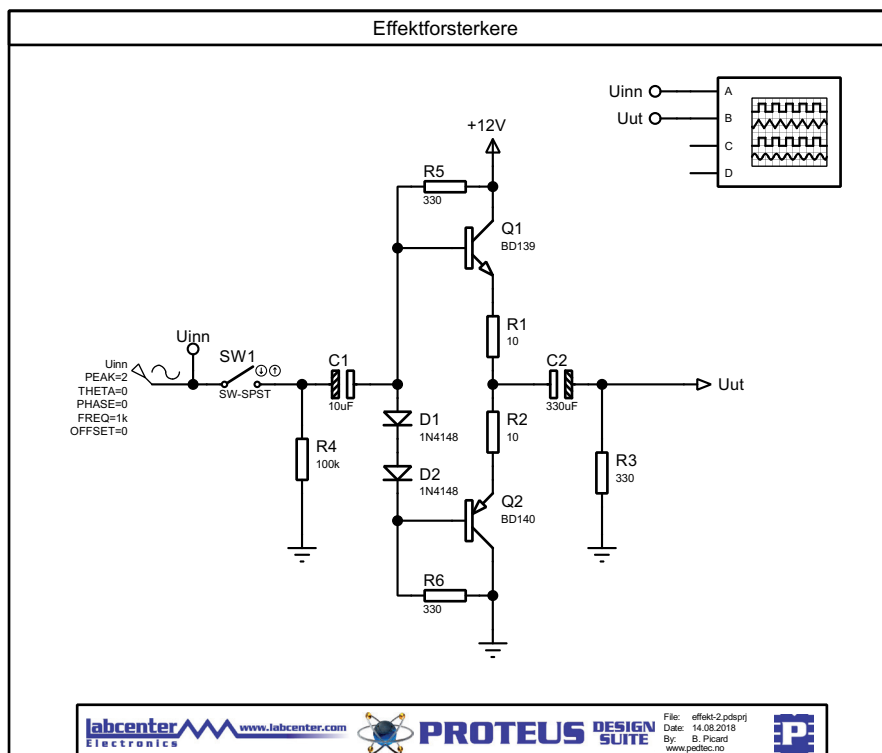 Effektforsterkere
Uinn
Uut
A
B
C
D
+12V
R5
330
Q1
BD139
R1
10
Uinn
Uinn
PEAK=2
THETA=0
PHASE=0
FREQ=1k
OFFSET=0
SW1
SW-SPST
C1
10uF
C2
330uF
Uut
D1
1N4148
R2
10
R4
100k
D2
1N4148
R3
330
Q2
BD140
R6
330
labcenter
Electronics
www.labcenter.com
PROTEUS DESIGN SUITE
File: effekt-2.pdsprj
Date: 14.08.2018
By: B. Picard
www.pedtec.no
P